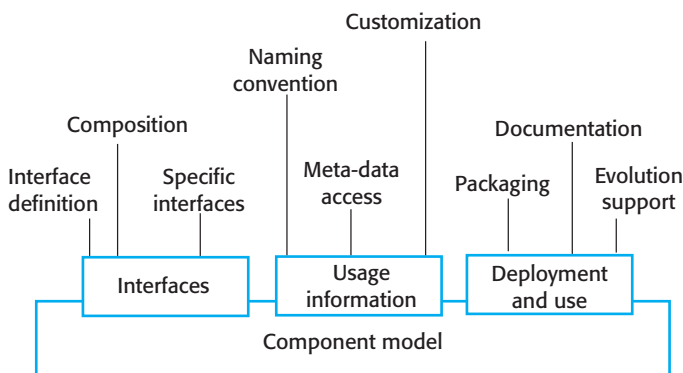 Customization
Naming
convention
Composition
Documentation
Interface
definition
Specific
interfaces
Meta-data
access
Packaging
Evolution
support
Interfaces
Usage
information
Deployment
and use
Component model